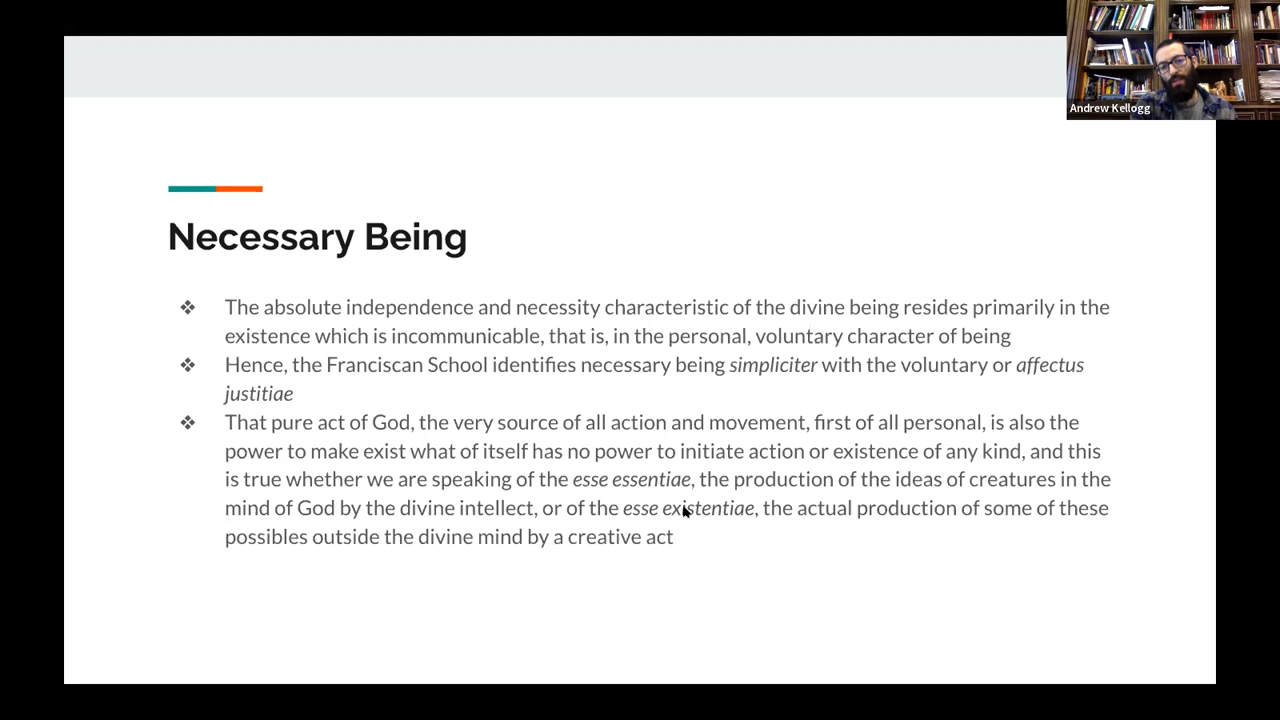 Andrew Kellogg
Necessary Being
❖ The absolute independence and necessity characteristic of the divine being resides primarily in the
existence which is incommunicable, that is, in the personal, voluntary character of being
❖ Hence, the Franciscan School identifies necessary being simpliciter with the voluntary or affectus
justitiae
❖ That pure act of God, the very source of all action and movement, first of all personal, is also the
power to make exist what of itself has no power to initiate action or existence of any kind, and this
is true whether we are speaking of the esse essentiae, the production of the ideas of creatures in the
mind of God by the divine intellect, or of the esse existentiae, the actual production of some of these
possibles outside the divine mind by a creative act